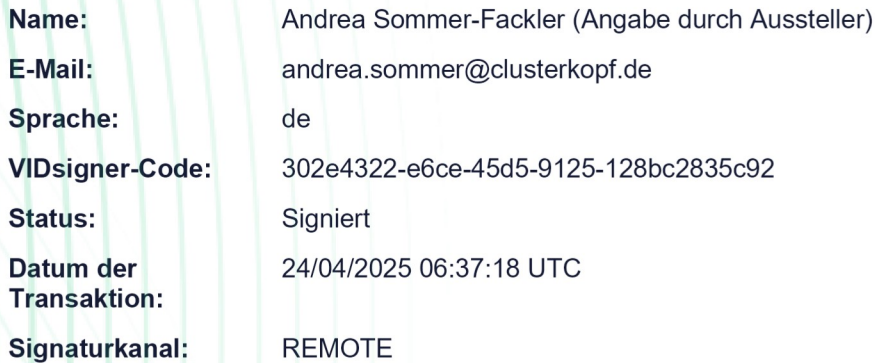 Name: Andrea Sommer-Fackler (Angabe durch Aussteller)
E-Mail: andrea.sommer@clusterkopf.de
Sprache: de
VIDsigner-Code: 302e4322-e6ce-45d5-9125-128bc2835c92
Status: Signiert
Datum der 24/04/2025 06:37:18 UTC
Transaktion:
Signaturkanal: REMOTE